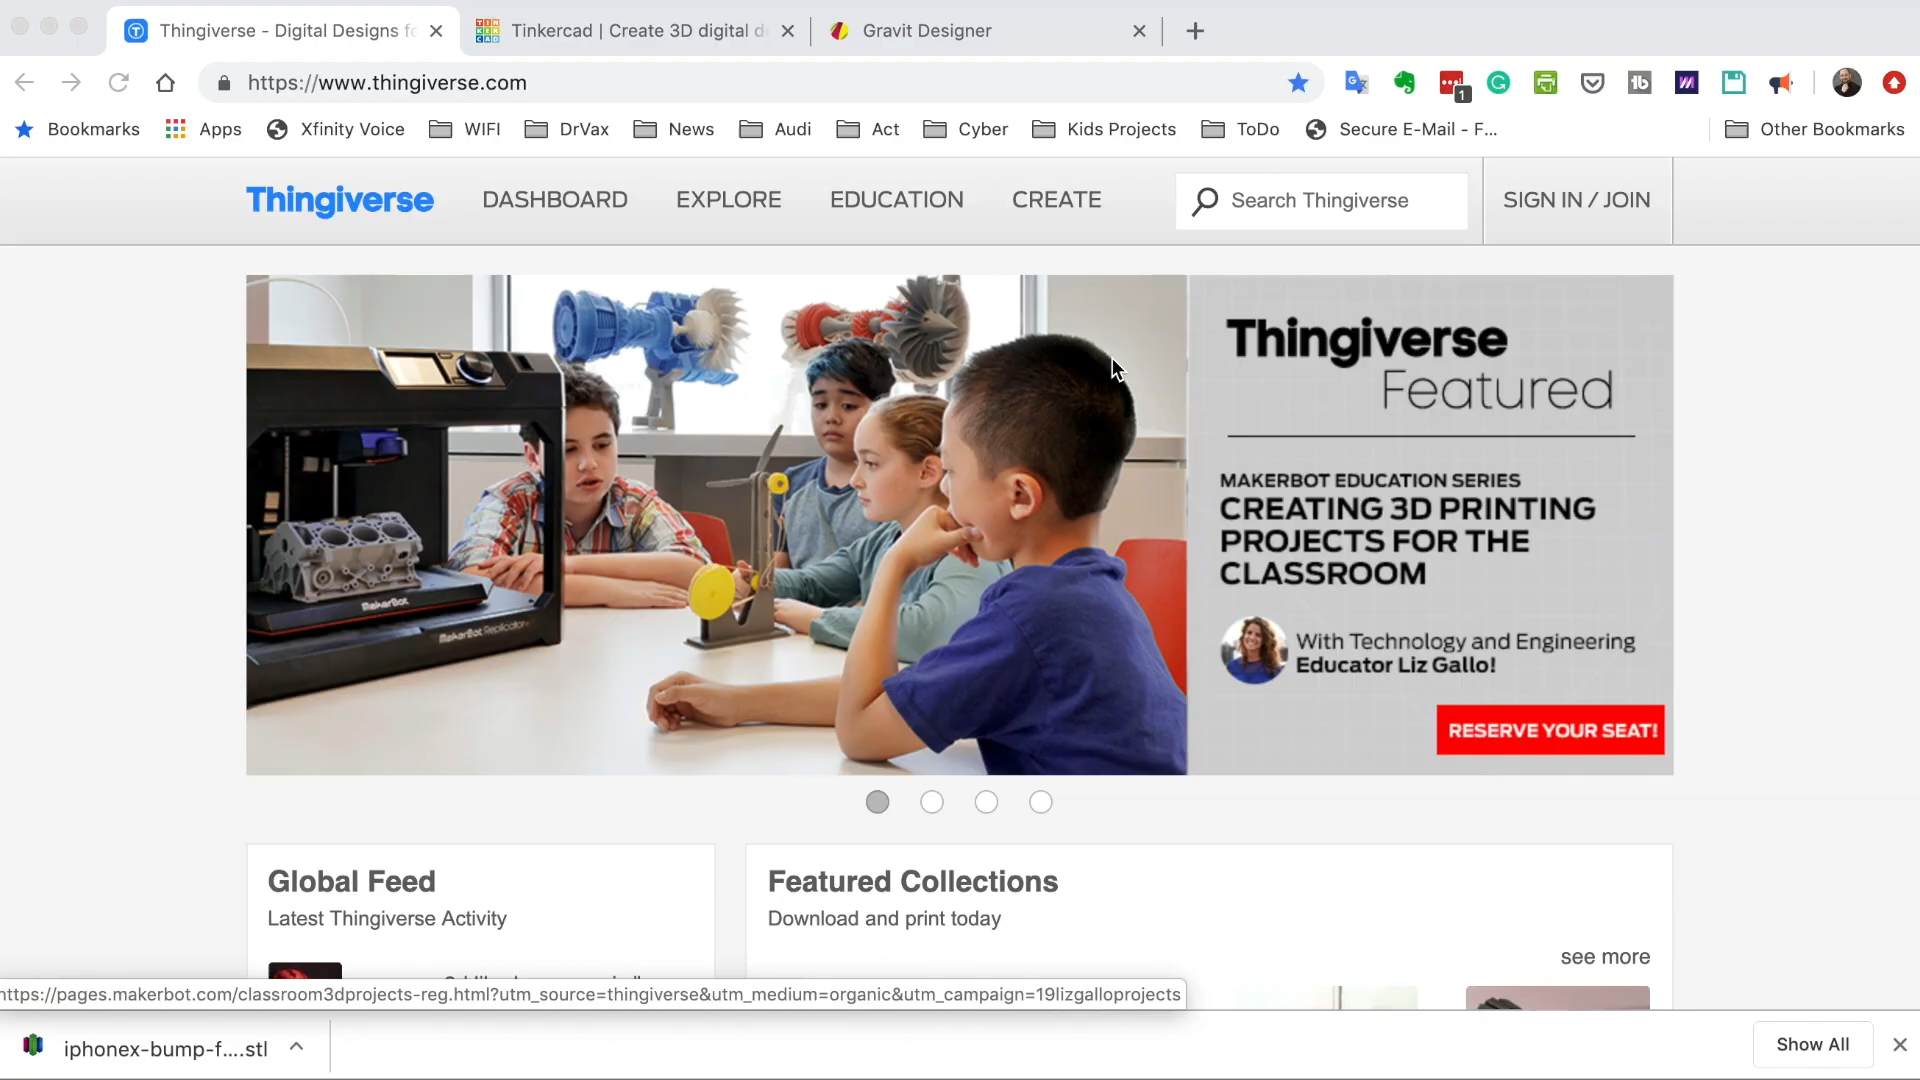 Thingiverse - Digital Designs fo
Tinkercad | Create 3D digital d
Gravit Designer
https://www.thingiverse.com
1
Bookmarks
Apps
Xfinity Voice
WIFI
DrVax
News
Audi
Act
Cyber
Kids Projects
ToDo
Secure E-Mail - F...
Other Bookmarks
Thingiverse
DASHBOARD
EXPLORE
EDUCATION
CREATE
Search Thingiverse
SIGN IN / JOIN
Thingiverse
Featured
MAKERBOT EDUCATION SERIES
CREATING 3D PRINTING
PROJECTS FOR THE
CLASSROOM
With Technology and Engineering
Educator Liz Gallo!
RESERVE YOUR SEAT!
MakerBot
MakerBot Replicator+
Global Feed
Latest Thingiverse Activity
Featured Collections
Download and print today
see more
https://pages.makerbot.com/classroom3dprojects-reg.html?utm_source=thingiverse&utm_medium=organic&utm_campaign=19lizgalloprojects
iphonex-bump-f....stl
Show All